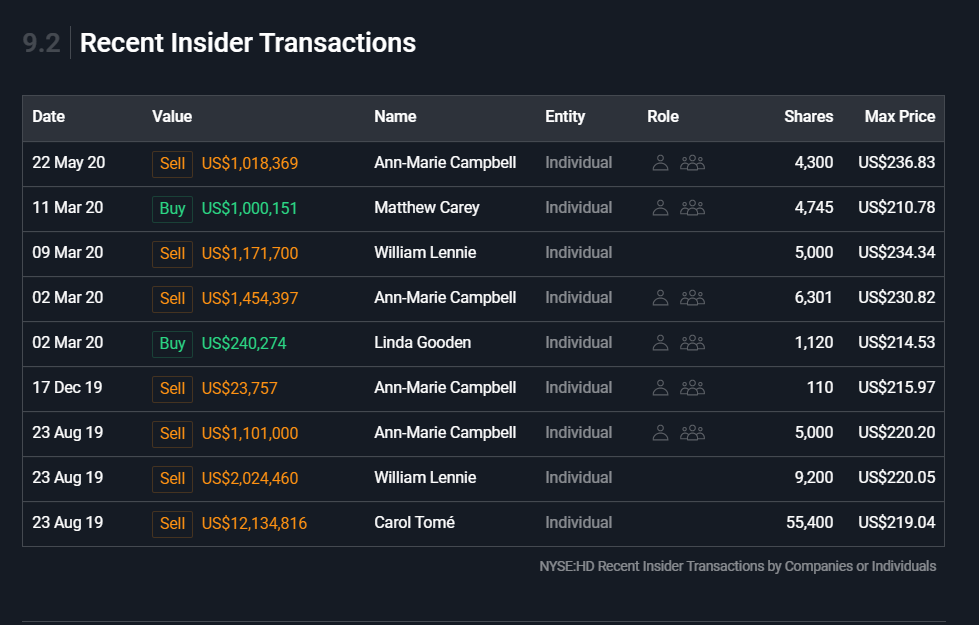 9.2 Recent Insider Transactions
Date Value Name Entity Role Shares Max Price
22 May 20 Sell US$1,018,369 Ann-Marie Campbell Individual 4,300 US$236.83
11 Mar 20 Buy US$1,000,151 Matthew Carey Individual 4,745 US$210.78
09 Mar 20 Sell US$1,171,700 William Lennie Individual 5,000 US$234.34
02 Mar 20 Sell US$1,454,397 Ann-Marie Campbell Individual 6,301 US$230.82
02 Mar 20 Buy US$240,274 Linda Gooden Individual 1,120 US$214.53
17 Dec 19 Sell US$23,757 Ann-Marie Campbell Individual 110 US$215.97
23 Aug 19 Sell US$1,101,000 Ann-Marie Campbell Individual 5,000 US$220.20
23 Aug 19 Sell US$2,024,460 William Lennie Individual 9,200 US$220.05
23 Aug 19 Sell US$12,134,816 Carol Tomé Individual 55,400 US$219.04
NYSE:HD Recent Insider Transactions by Companies or Individuals